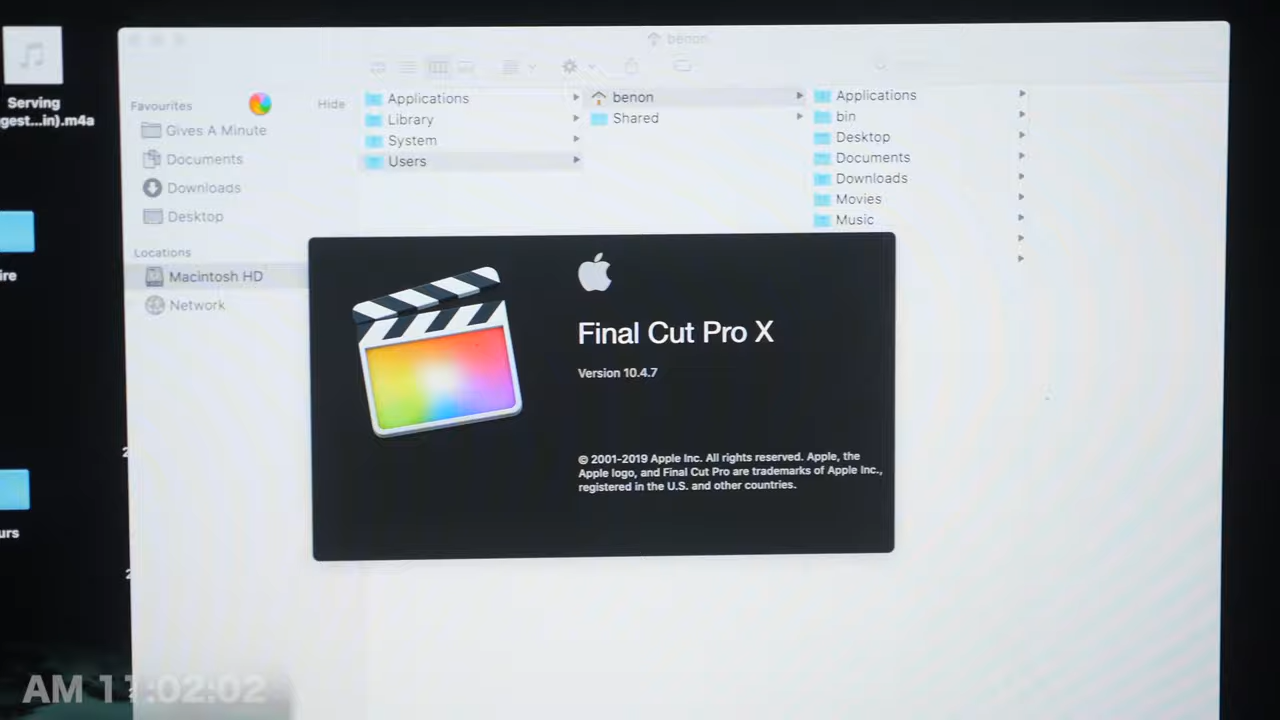 benon
Serving
gest...in).m4a
ire
urs
Favourites
Hide
Gives A Minute
Documents
Downloads
Desktop
Locations
Macintosh HD
Network
Applications
Library
System
Users
benon
Shared
Applications
bin
Desktop
Documents
Downloads
Movies
Music
Final Cut Pro X
Version 10.4.7
© 2001-2019 Apple Inc. All rights reserved. Apple, the
Apple logo, and Final Cut Pro are trademarks of Apple Inc.,
registered in the U.S. and other countries.
AM 11:02:02